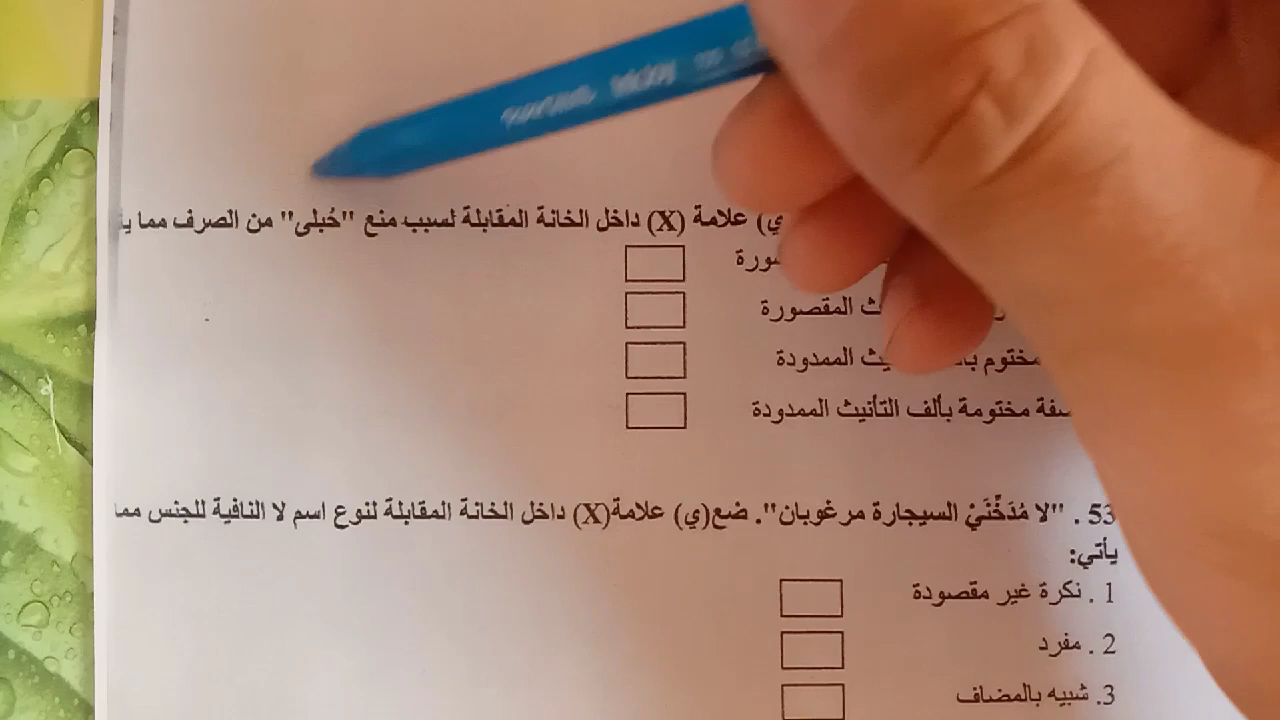 علامة (X) داخل الخانة المقابلة لسبب منع "حُبلى" من الصرف مما
المقصورة
الممدودة
مختومة بألف التأنيث الممدودة
53 . "لا مُدَخِّنَيْ السيجارة مرغوبان". ضع(ي) علامة(X) داخل الخانة المقابلة لنوع اسم لا النافية للجنس مما
يأتي:
1 . نكرة غير مقصودة
2 . مفرد
3. شبيه بالمضاف